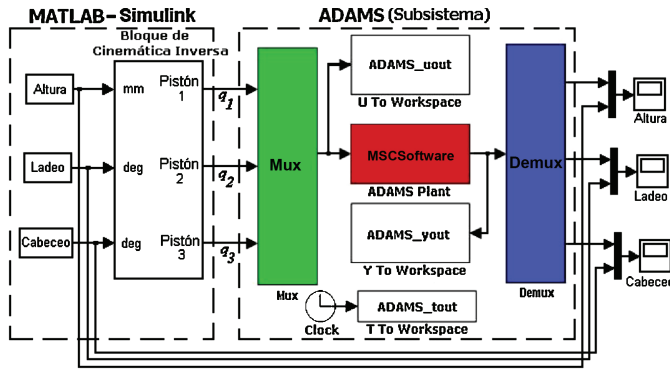 MATLAB-Simulink
ADAMS (Subsistema)
Bloque de
Cinemática Inversa
Altura
Ladeo
Cabeceo
mm
deg
deg
Pistón
1
Pistón
2
Pistón
3
q1
q2
q3
Mux
Mux
ADAMS_uout
U To Workspace
MSCSoftware
ADAMS Plant
ADAMS_yout
Y To Workspace
Clock
ADAMS_tout
T To Workspace
Demux
Demux
Altura
Ladeo
Cabeceo